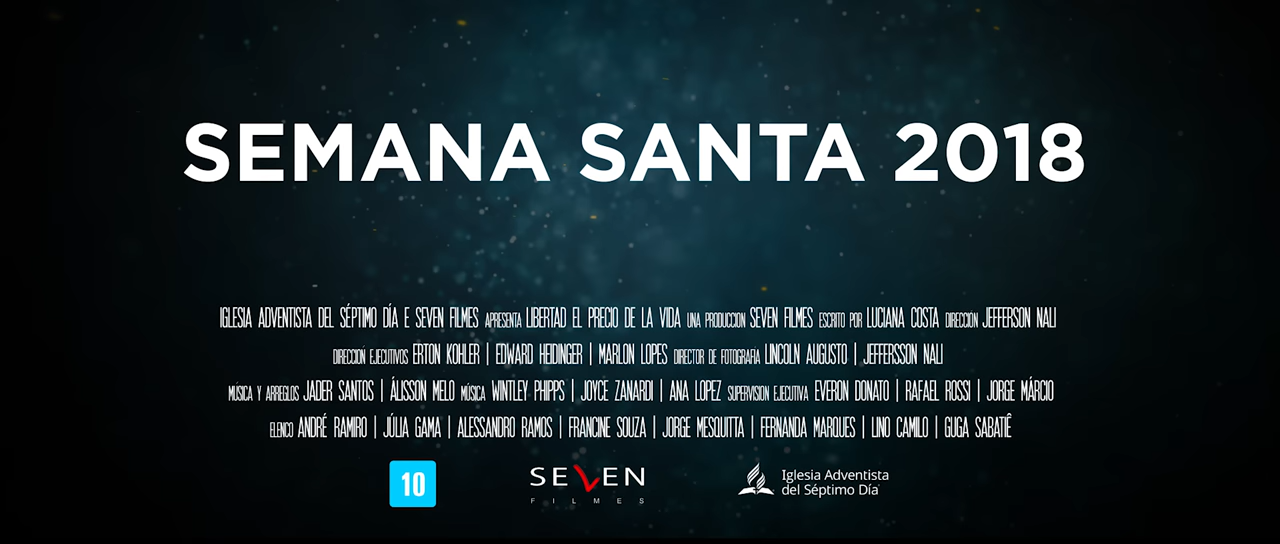 SEMANA SANTA 2018
IGLESIA ADVENTISTA DEL SÉPTIMO DÍA E SEVEN FILMES APRESENTA LIBERTAD EL PRECIO DE LA VIDA UNA PRODUCCION SEVEN FILMES ESCRITO POR LUCIANA COSTA DIRECCIÓN JEFFERSON NALI
DIRECCIÓN EJECUTIVOS ERTON KOHLER | EDWARD HEIDINGER | MARLON LOPES DIRECTOR DE FOTOGRAFIA LINCOLN AUGUSTO | JEFFERSSON NALI
MÚSICA Y ARREGLOS JADER SANTOS | ÁLISSON MELO MÚSICA WINTLEY PHIPPS | JOYCE ZANARDI | ANA LOPEZ SUPERVISION EJECUTIVA EVERON DONATO | RAFAEL ROSSI | JORGE MÁRCIO
ELENCO ANDRÉ RAMIRO | JÚLIA GAMA | ALESSANDRO RAMOS | FRANCINE SOUZA | JORGE MESQUITTA | FERNANDA MARQUES | LINO CAMILO | GUGA SABATIÊ
10
SEVEN
FILMES
Iglesia Adventista
del Séptimo Día